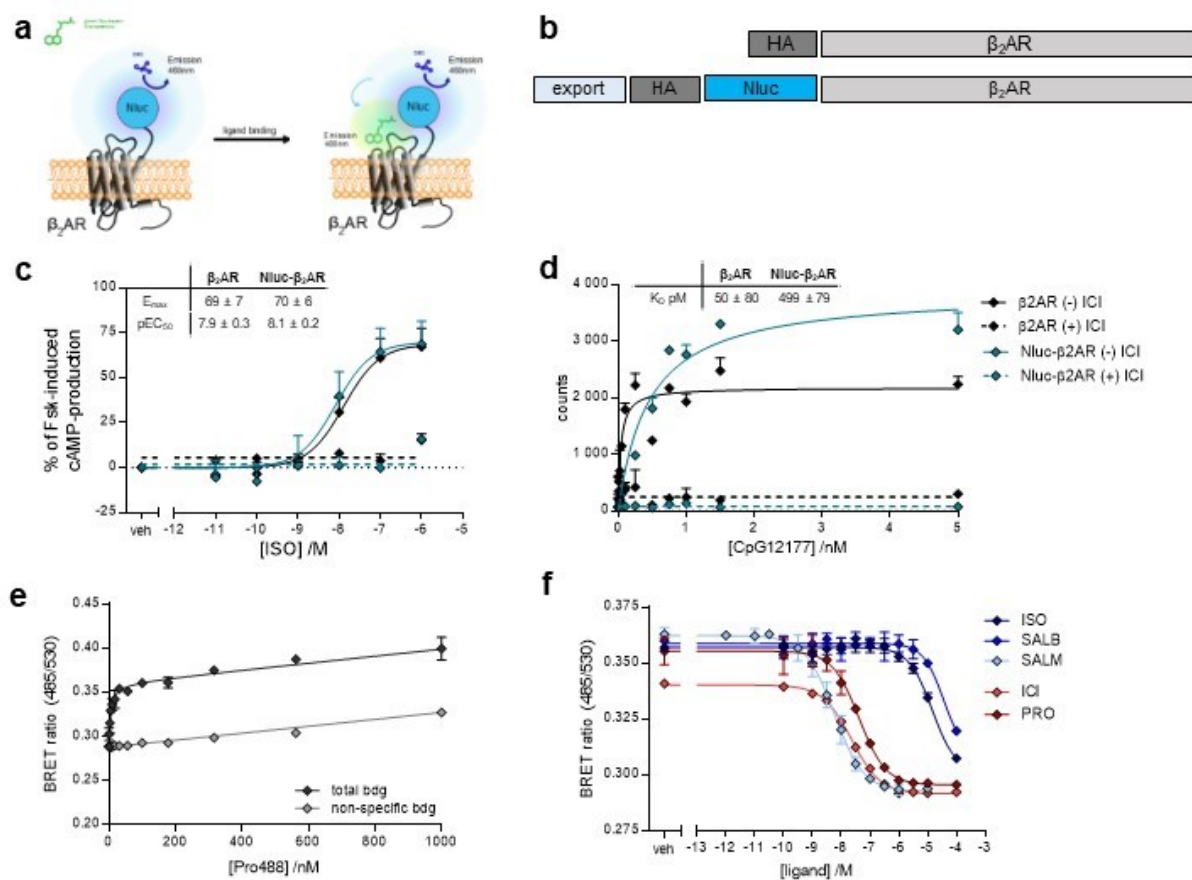 a
Emission
460nm
Nluc
β₂AR
ligand binding
Emission
460nm
Nluc
Emission
488nm
β₂AR
b
HA
β₂AR
export
HA
Nluc
β₂AR
c
β₂AR
Nluc-β₂AR
Emax
69 ± 7
70 ± 6
pEC50
7.9 ± 0.3
8.1 ± 0.2
% of Fsk-induced
cAMP-production
100
75
50
25
0
-25
veh
-12
-11
-10
-9
-8
-7
-6
-5
[ISO] /M
d
β₂AR
Nluc-β₂AR
KD pM
50 ± 80
499 ± 79
counts
4 000
3 000
2 000
1 000
0
0
1
2
3
4
5
[CpG12177] /nM
β2AR (-) ICI
β2AR (+) ICI
Nluc-β2AR (-) ICI
Nluc-β2AR (+) ICI
e
BRET ratio (485/530)
0.45
0.40
0.35
0.30
0.25
0.20
total bdg
non-specific bdg
0
200
400
600
800
1000
[Pro488] /nM
f
BRET ratio (485/530)
0.375
0.350
0.325
0.300
0.275
veh
-13
-12
-11
-10
-9
-8
-7
-6
-5
-4
-3
[ligand] /M
ISO
SALB
SALM
ICI
PRO